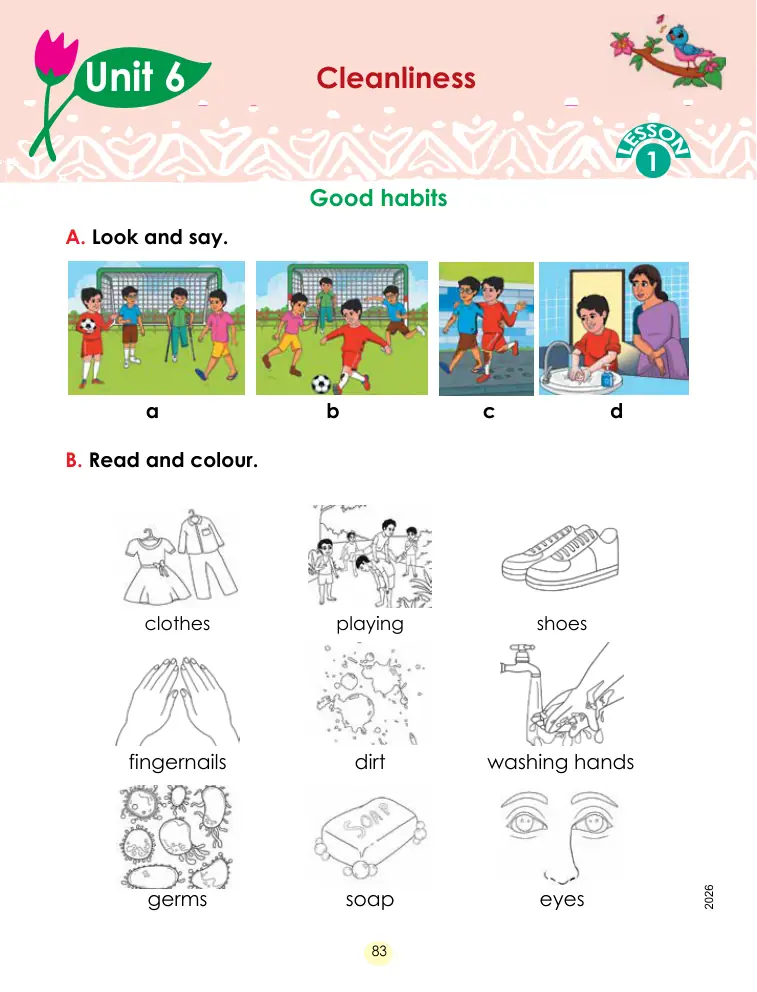 Unit 6
Cleanliness
LESSON
1
Good habits
A. Look and say.
a b c d
B. Read and colour.
clothes playing shoes
fingernails dirt washing hands
SOAP
germs soap eyes
2026
83